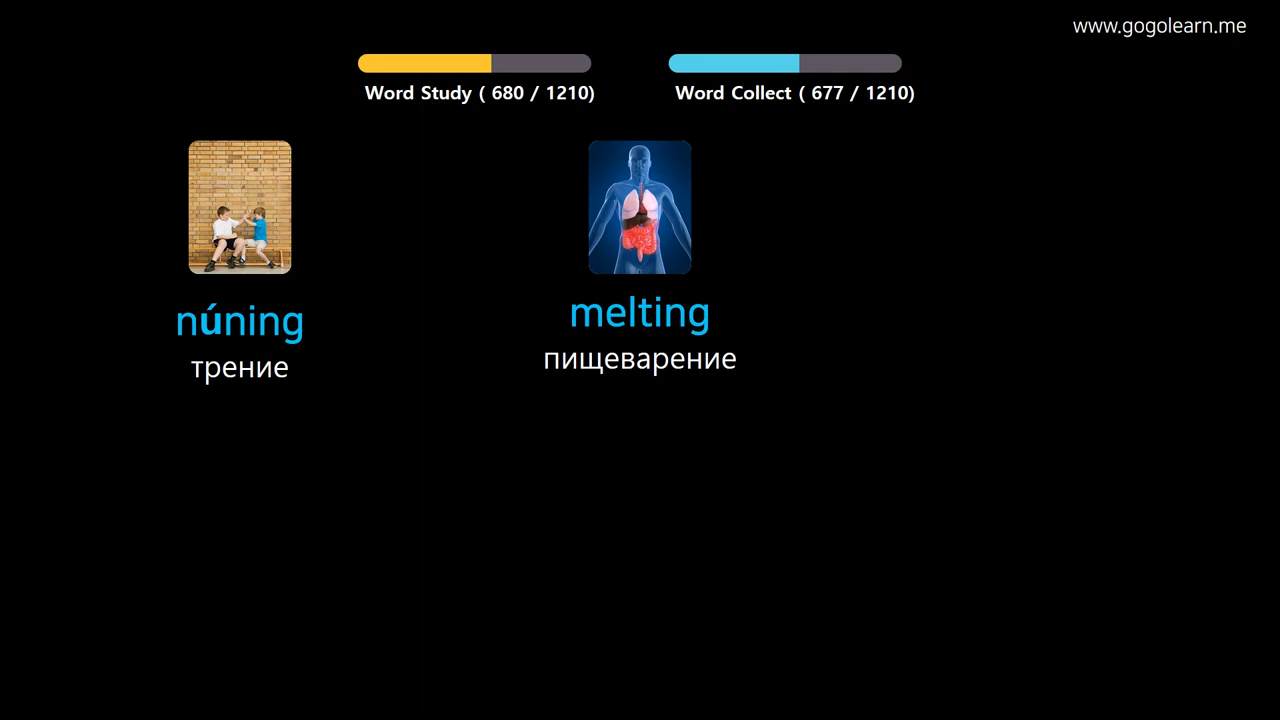 www.gogolearn.me
Word Study ( 680 / 1210)
Word Collect ( 677 / 1210)
núning
трение
melting
пищеварение